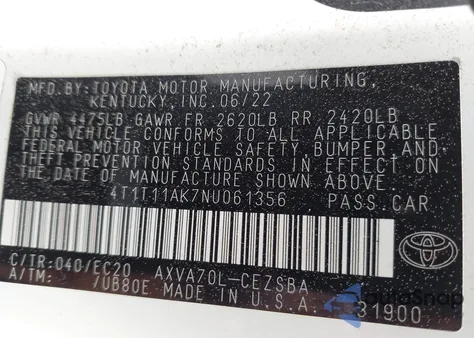 MFD.BY:TOYOTA MOTOR MANUFACTURING,
KENTUCKY,INC.06/22
GVWR 4475LB GAWR FR 2620LB RR 2420LB
THIS VEHICLE CONFORMS TO ALL APPLICABLE
FEDERAL MOTOR VEHICLE SAFETY, BUMPER AND
THEFT PREVENTION STANDARDS IN EFFECT ON
THE DATE OF MANUFACTURE SHOWN ABOVE.
4T1T11AK7NU061356 PASS.CAR
C/TR:040/EC20 AXVA70L-CEZSBA
A/TM: /UB80E MADE IN U.S.A. 31900
AutoSnap